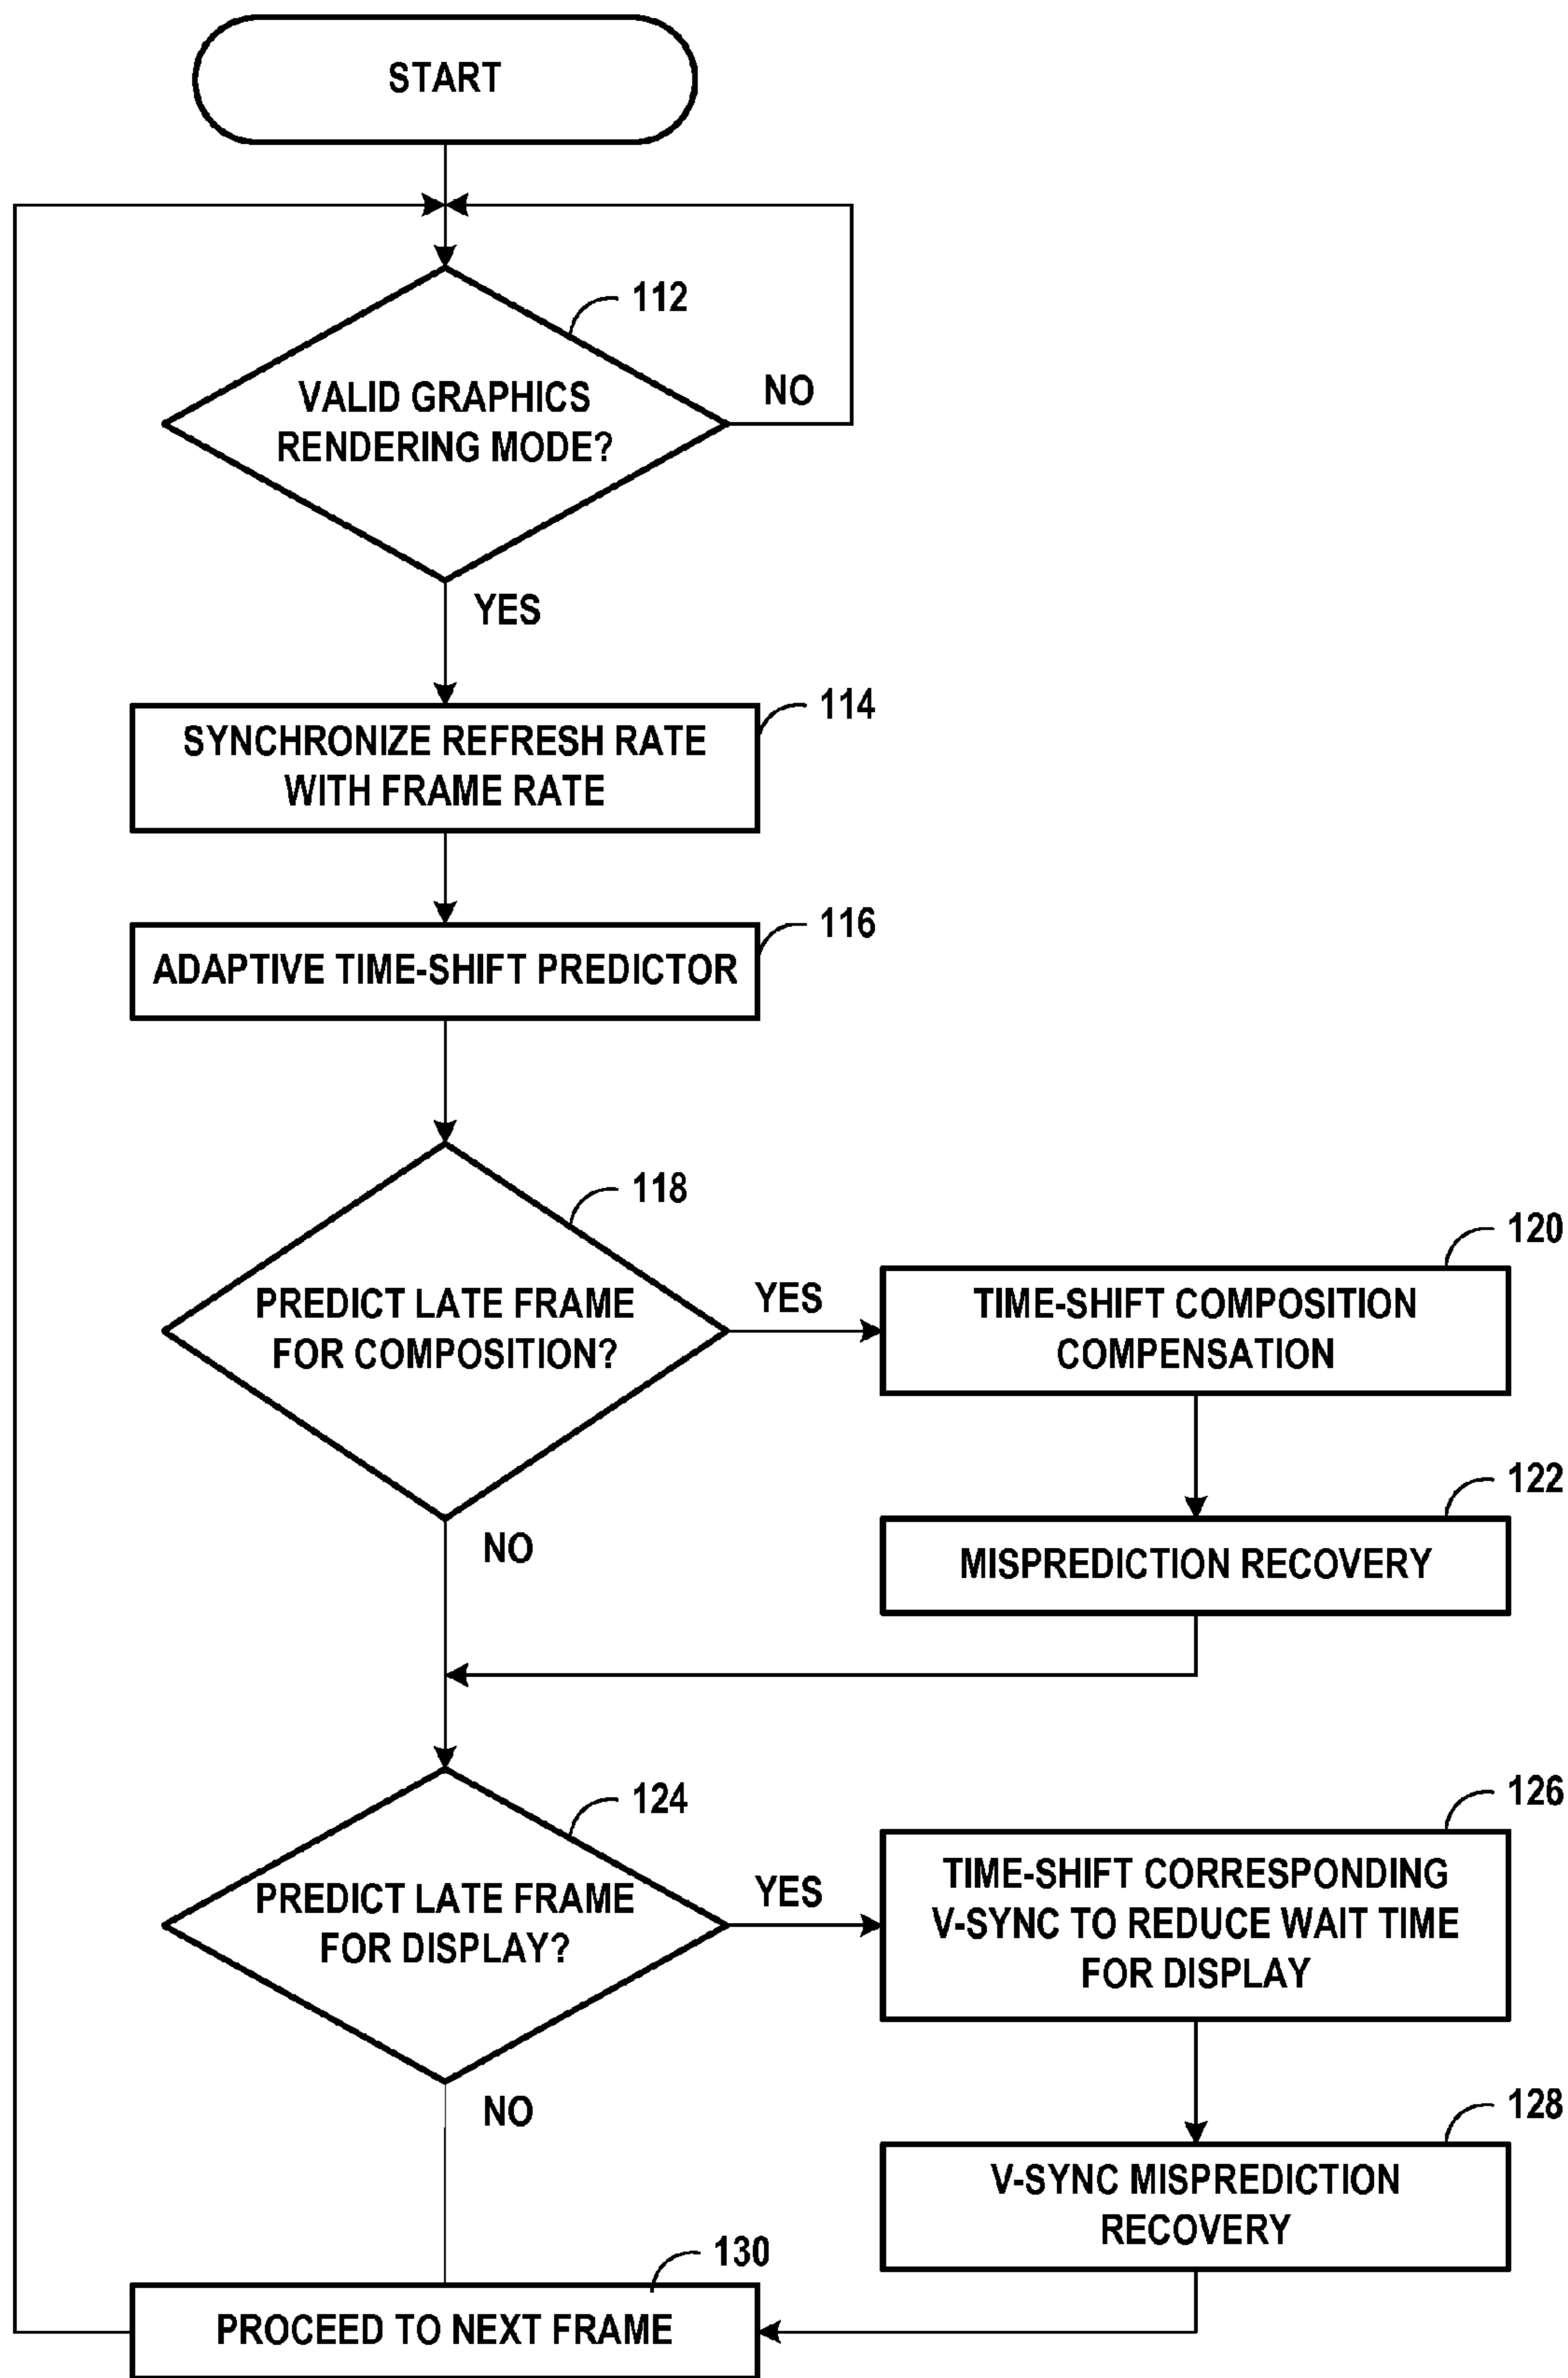 START
112
VALID GRAPHICS
RENDERING MODE?
NO
YES
114
SYNCHRONIZE REFRESH RATE
WITH FRAME RATE
116
ADAPTIVE TIME-SHIFT PREDICTOR
118
PREDICT LATE FRAME
FOR COMPOSITION?
YES
NO
120
TIME-SHIFT COMPOSITION
COMPENSATION
122
MISPREDICTION RECOVERY
124
PREDICT LATE FRAME
FOR DISPLAY?
YES
NO
126
TIME-SHIFT CORRESPONDING
V-SYNC TO REDUCE WAIT TIME
FOR DISPLAY
128
V-SYNC MISPREDICTION
RECOVERY
130
PROCEED TO NEXT FRAME